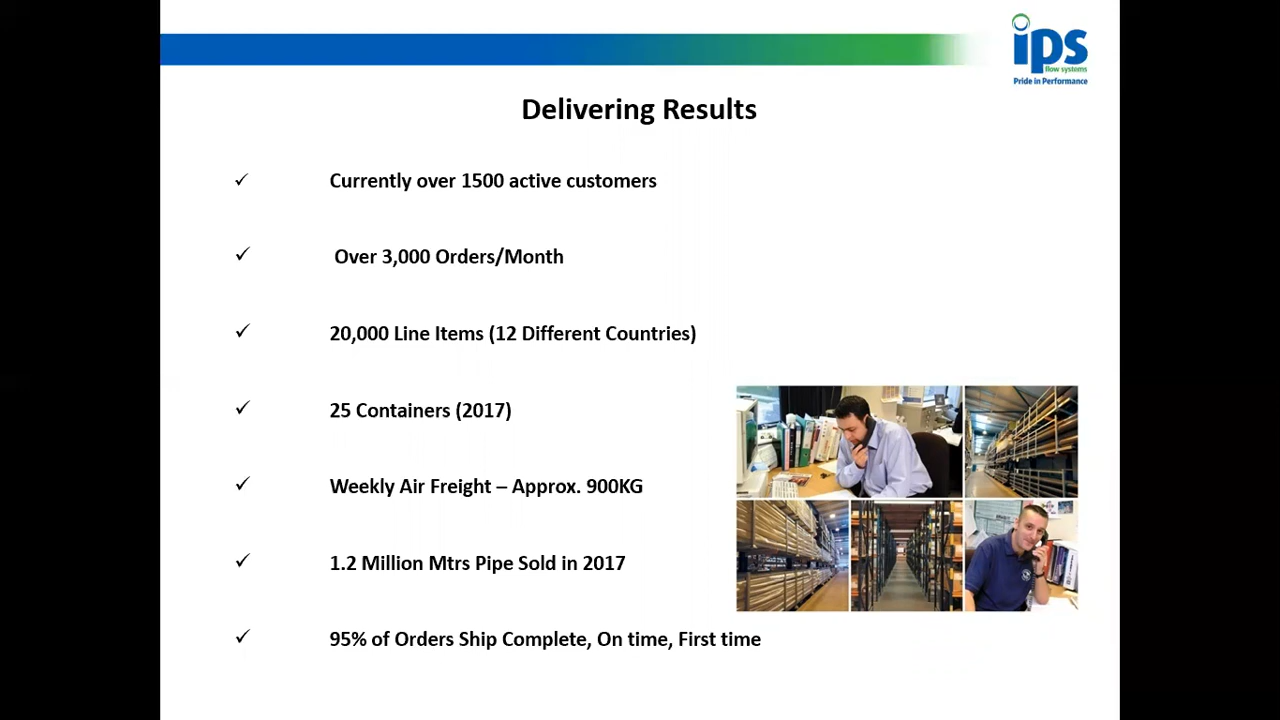 ips
flow systems
Pride in Performance
Delivering Results
✓ Currently over 1500 active customers
✓ Over 3,000 Orders/Month
✓ 20,000 Line Items (12 Different Countries)
✓ 25 Containers (2017)
✓ Weekly Air Freight – Approx. 900KG
✓ 1.2 Million Mtrs Pipe Sold in 2017
✓ 95% of Orders Ship Complete, On time, First time